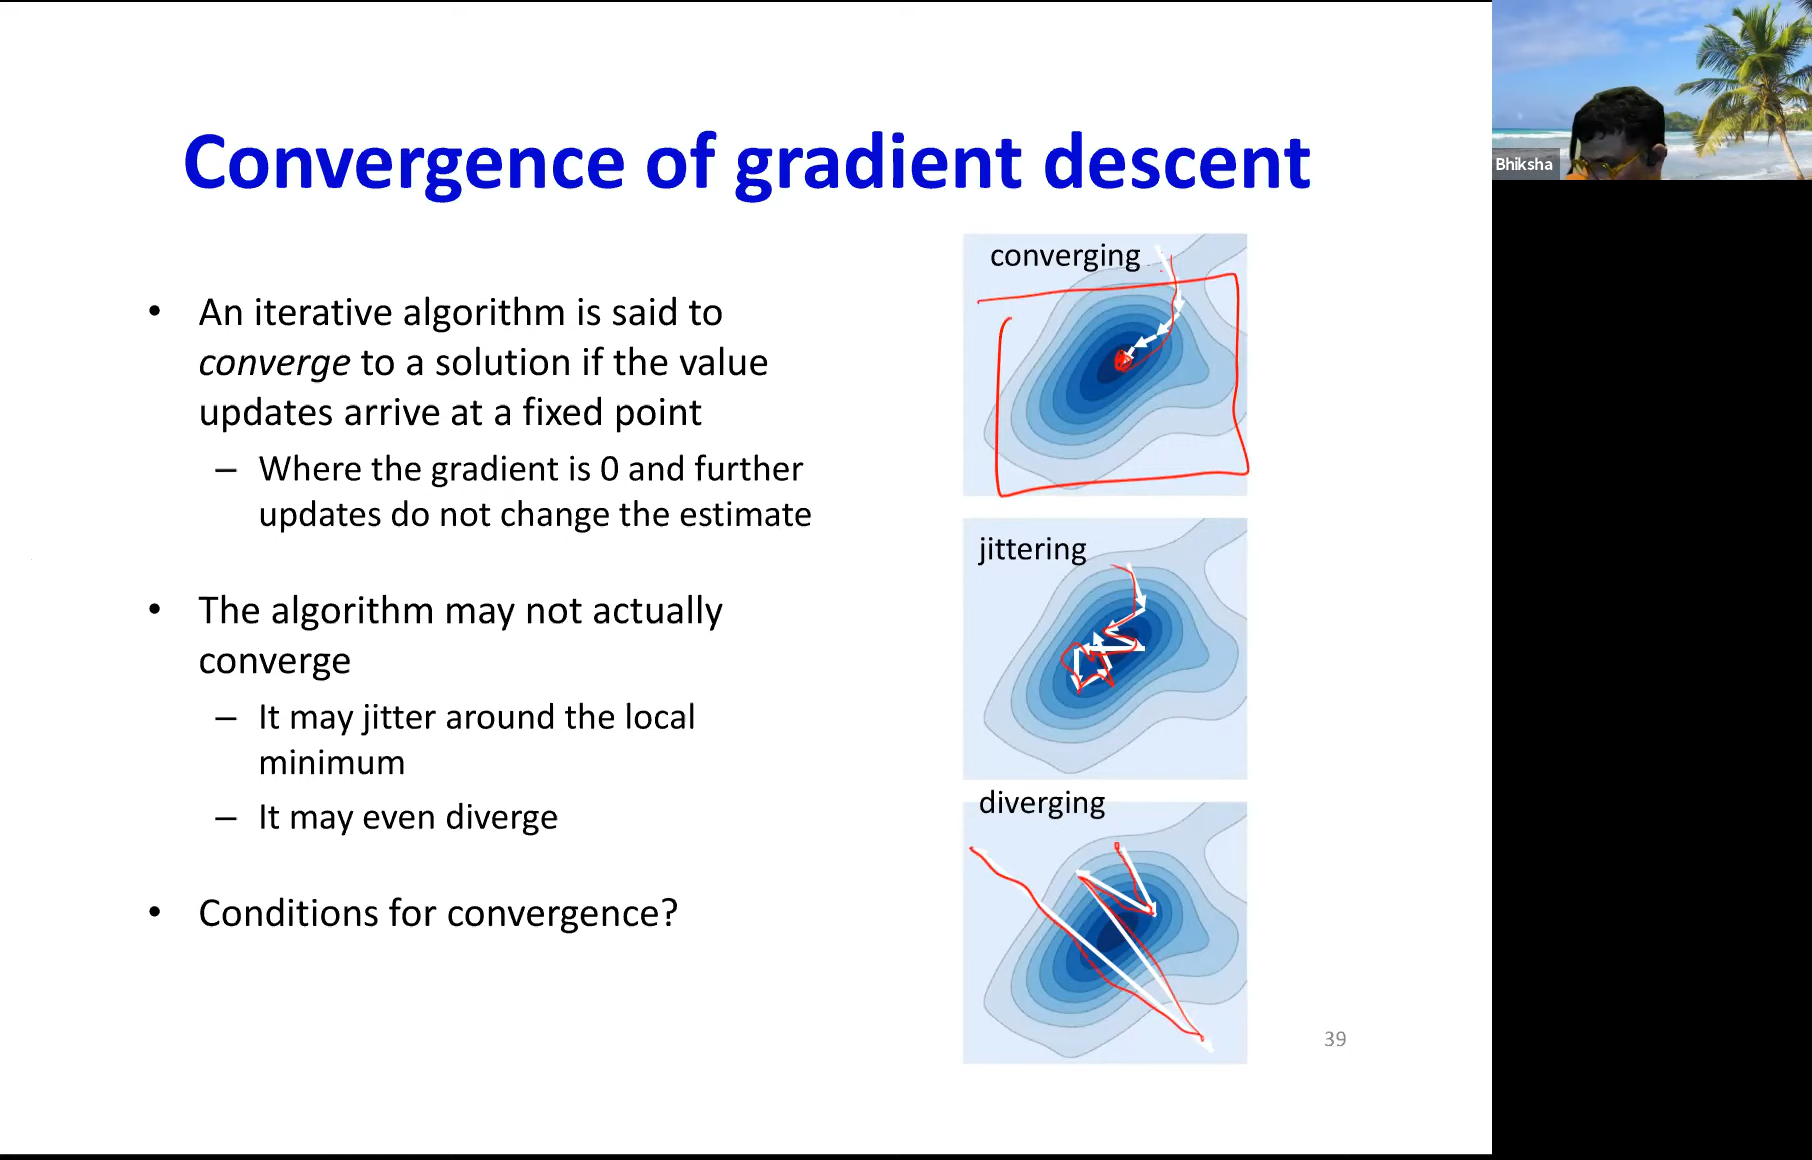 Convergence of gradient descent
• An iterative algorithm is said to
converge to a solution if the value
updates arrive at a fixed point
– Where the gradient is 0 and further
updates do not change the estimate
• The algorithm may not actually
converge
– It may jitter around the local
minimum
– It may even diverge
• Conditions for convergence?
converging
jittering
diverging
39
Bhiksha